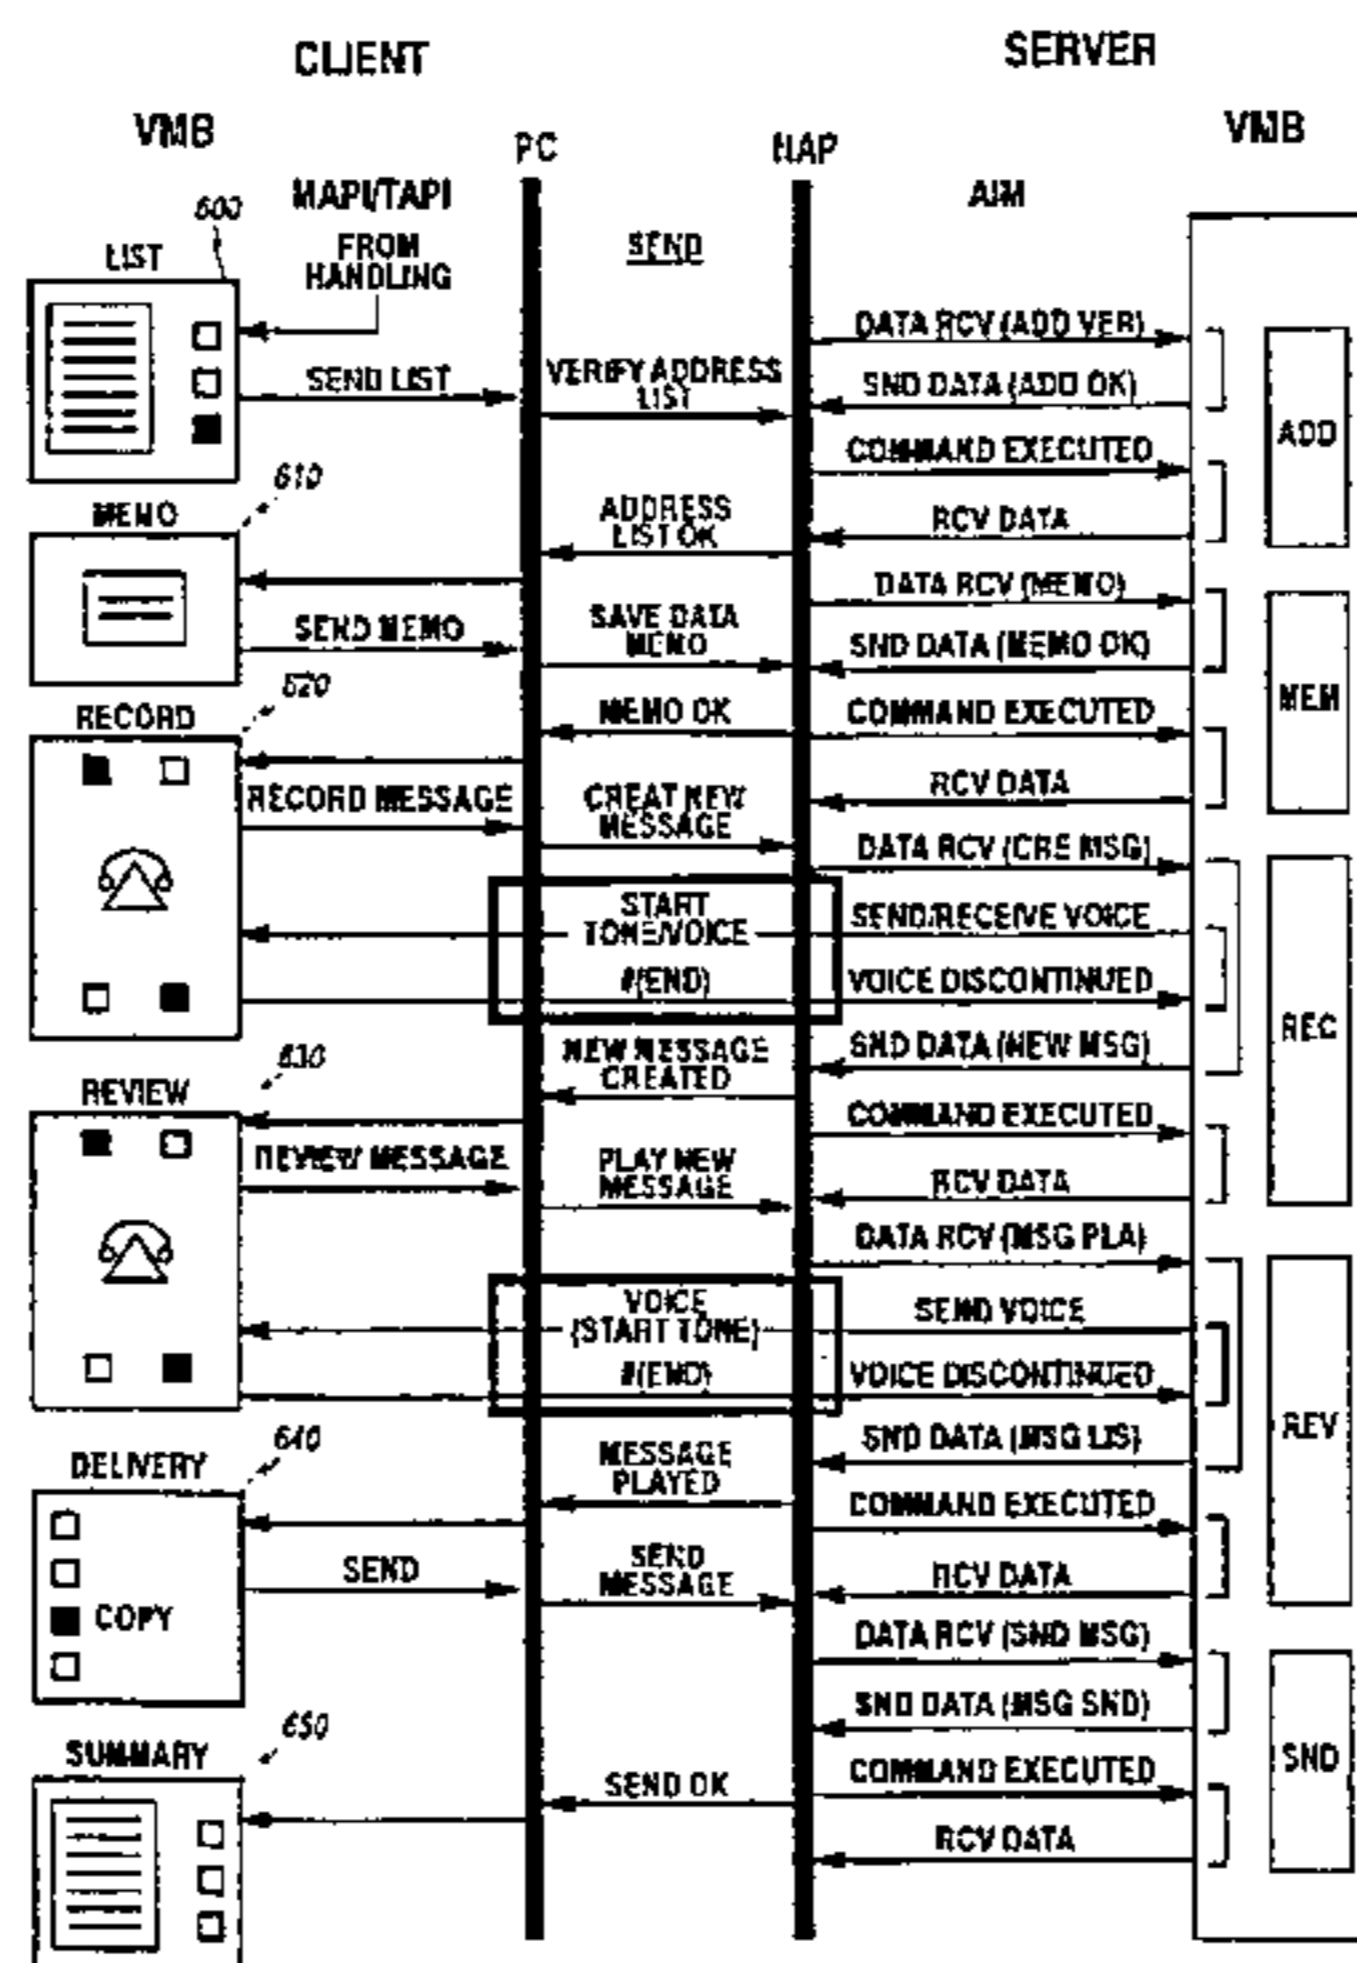 CLIENT
SERVER
VMB
PC
NAP
VMB
MAPI/TAPI
AIM
600
LIST
FROM
HANDLING
SEND
DATA RCV (ADD VER)
SEND LIST
VERIFY ADDRESS
LIST
SND DATA (ADD OK)
ADD
COMMAND EXECUTED
610
MEMO
ADDRESS
LIST OK
RCV DATA
DATA RCV (MEMO)
SEND MEMO
SAVE DATA
MEMO
SND DATA (MEMO OK)
MEM
620
RECORD
MEMO OK
COMMAND EXECUTED
RCV DATA
RECORD MESSAGE
CREAT NEW
MESSAGE
DATA RCV (CRE MSG)
START
TONE/VOICE
SEND/RECEIVE VOICE
#(END)
VOICE DISCONTINUED
REC
630
NEW MESSAGE
CREATED
SND DATA (NEW MSG)
REVIEW
COMMAND EXECUTED
REVIEW MESSAGE
PLAY NEW
MESSAGE
RCV DATA
DATA RCV (MSG PLA)
VOICE
(START TONE)
SEND VOICE
#(END)
VOICE DISCONTINUED
REV
640
DELIVERY
MESSAGE
PLAYED
SND DATA (MSG LIS)
COMMAND EXECUTED
SEND
SEND
MESSAGE
RCV DATA
COPY
DATA RCV (SND MSG)
SND DATA (MSG SND)
650
SUMMARY
SND
SEND OK
COMMAND EXECUTED
RCV DATA